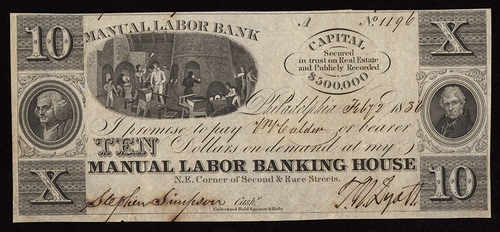 10 MANUAL LABOR BANK A No. 1196 X
CAPITAL
Secured
in trust on Real Estate
and Publicly Recorded
$500,000
Philadelphia Feby 2 1836
I promise to pay or bearer
TEN Dollars on demand at my
MANUAL LABOR BANKING HOUSE
X N.E. Corner of Second & Race Streets. 10
Stephen Simpson Cash. T. W. Dyott
Underwood Bald Spencer & Hufty